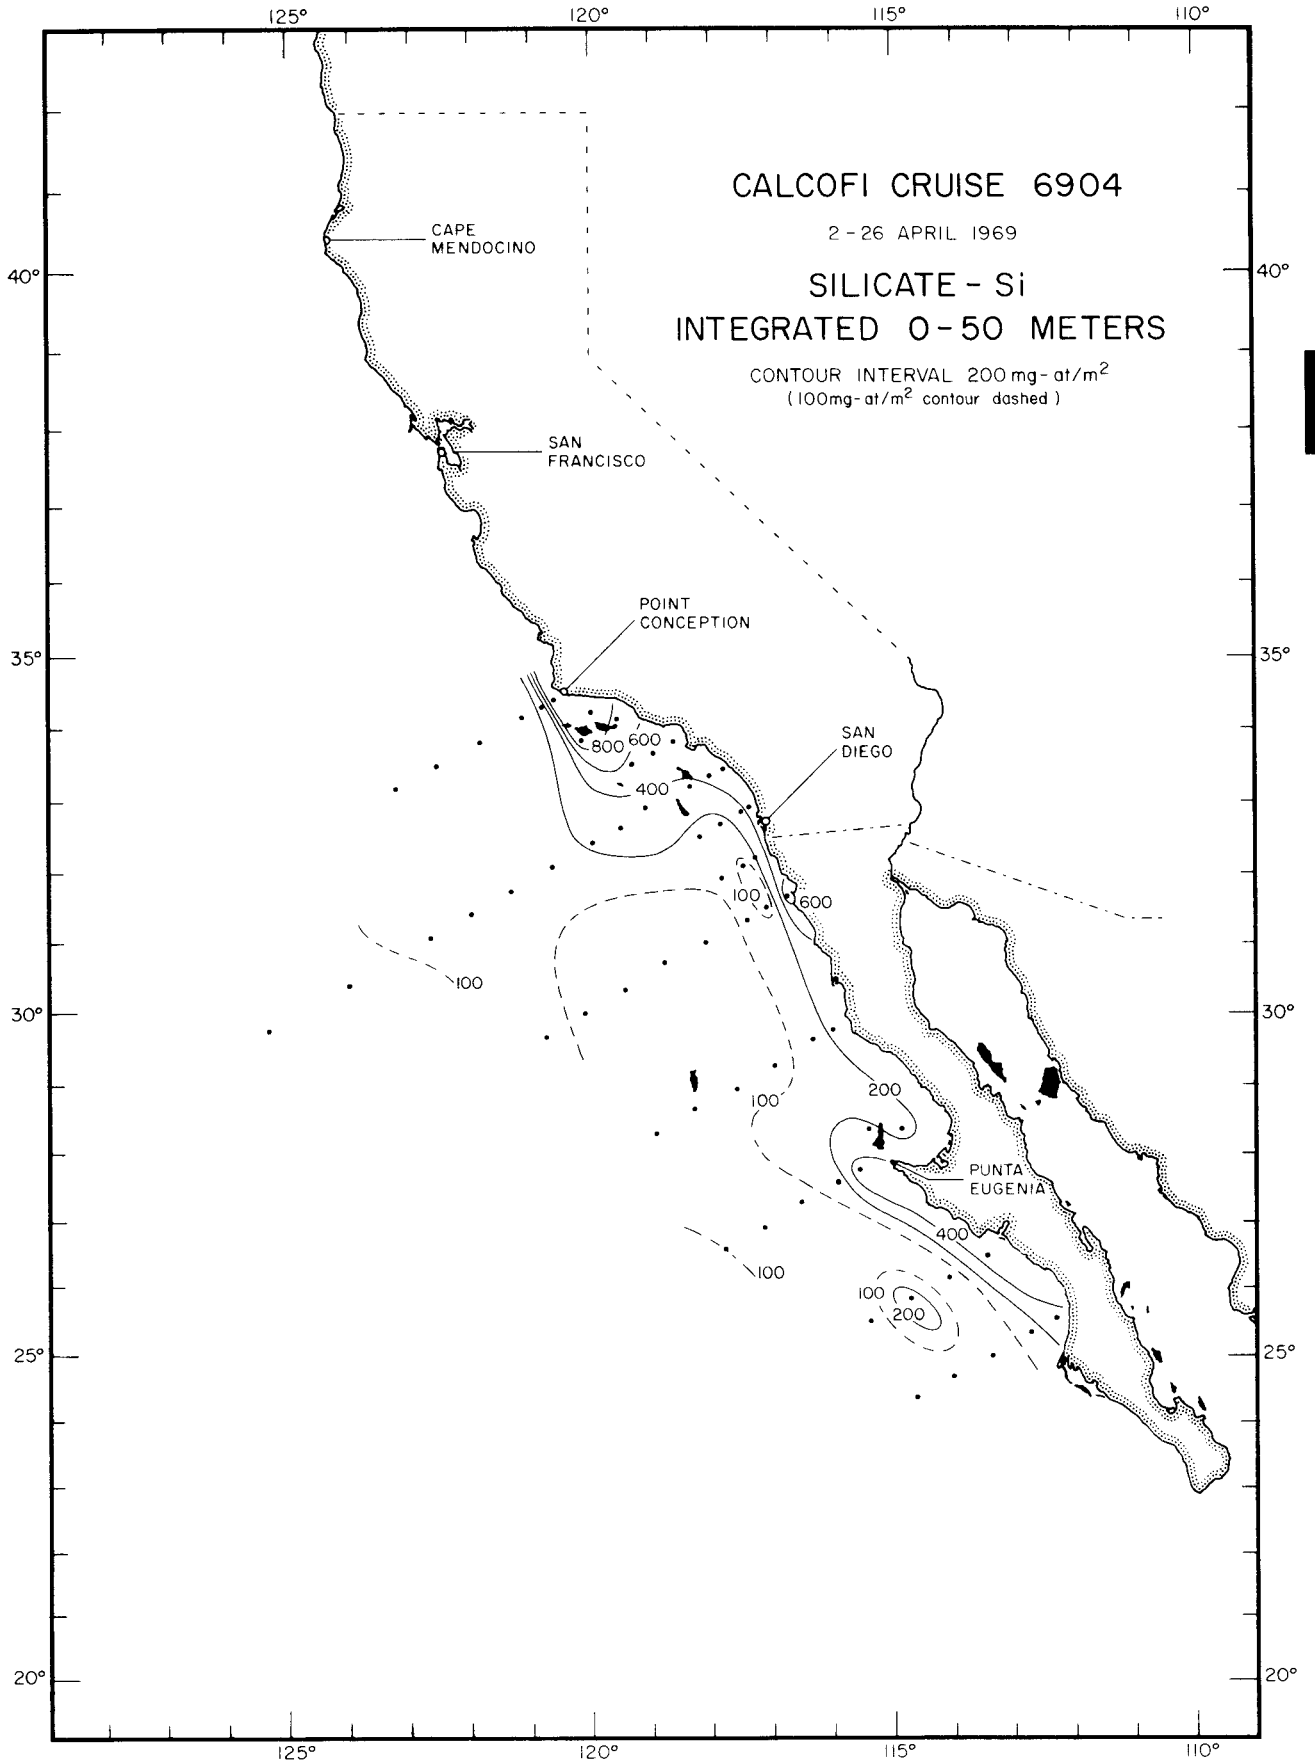 125° 120° 115° 110°
CALCOFI CRUISE 6904
2-26 APRIL 1969
SILICATE-Si
INTEGRATED 0-50 METERS
CONTOUR INTERVAL 200 mg-at/m²
(100mg-at/m² contour dashed)
CAPE
MENDOCINO
40° 40°
SAN
FRANCISCO
POINT
CONCEPTION
35° 35°
SAN
DIEGO
800 600
400
100
600
100
30° 30°
200
100
PUNTA
EUGENIA
400
100
100
200
25° 25°
20° 20°
125° 120° 115° 110°